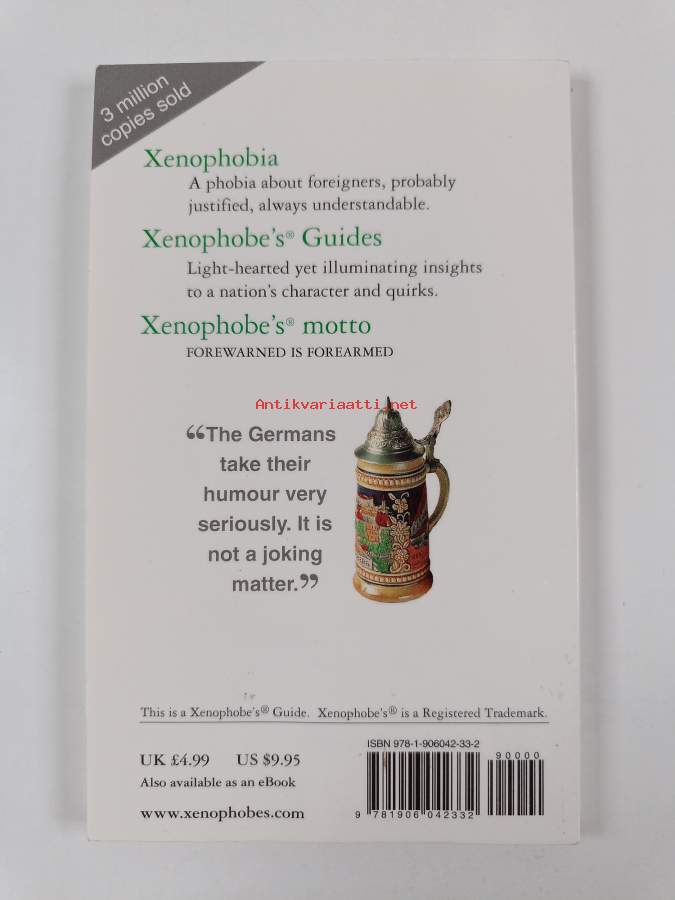 3 million
copies sold
Xenophobia
A phobia about foreigners, probably
justified, always understandable.
Xenophobe's® Guides
Light-hearted yet illuminating insights
to a nation's character and quirks.
Xenophobe's® motto
FOREWARNED IS FOREARMED
Antikvariaatti.net
“The Germans
take their
humour very
seriously. It is
not a joking
matter.”
This is a Xenophobe's® Guide. Xenophobe's® is a Registered Trademark.
UK £4.99 US $9.95
Also available as an eBook
www.xenophobes.com
ISBN 978-1-906042-33-2
90000
9 781906 042332